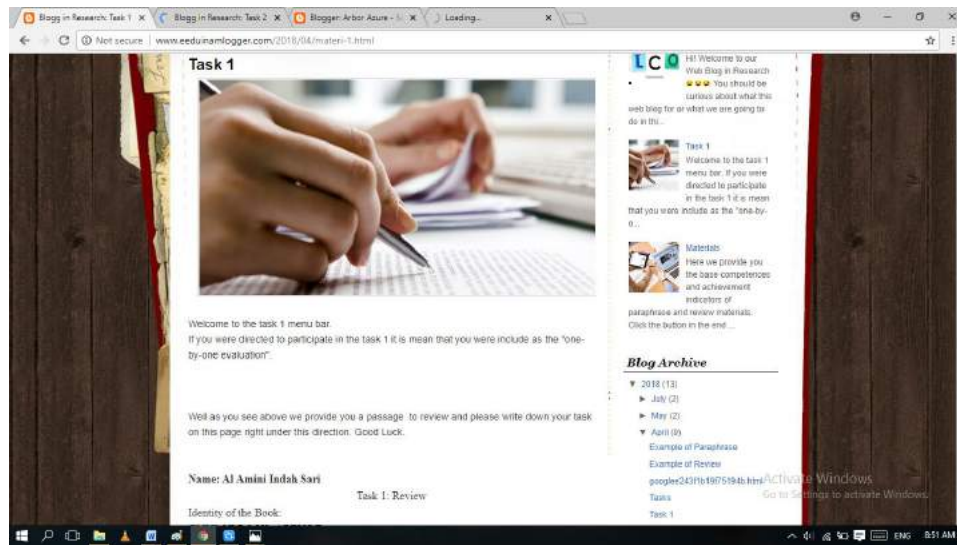 Blogg in Research: Task 1
Blogg in Research: Task 2
Blogger: Arbor Azure -
Loading...
Not secure
www.eeduinamlogger.com/2018/04/materi-1.html
Task 1
Welcome to the task 1 menu bar.
If you were directed to participate in the task 1 it is mean that you were include as the "one-
by-one evaluation".
Well as you see above we provide you a passage to review and please write down your task
on this page right under this direction. Good Luck.
Name: Al Amini Indah Sari
Task 1: Review
Identity of the Book:
L C O
Hi! Welcome to our
Web Blog in Research
You should be
curious about what this
web blog for or what we are going to
do in thi...
Task 1
Welcome to the task 1
menu bar. If you were
directed to participate
in the task 1 it is mean
that you were include as the "one-by-
o...
Materials
Here we provide you
the base competences
and achievement
indicators of
paraphrase and review materials.
Click the button in the end ...
Blog Archive
▼ 2018 (13)
► July (2)
► May (2)
▼ April (9)
Example of Paraphrase
Example of Review
Tasks
Task 1
Activate Windows
Go to Settings to activate Windows.
ENG
8:51 AM